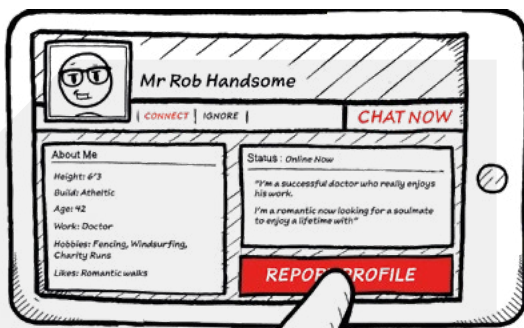 Mr Rob Handsome
| CONNECT | IGNORE |
CHAT NOW
About Me
Height: 6'3
Build: Atheltic
Age: 42
Work: Doctor
Hobbies: Fencing, Windsurfing,
Charity Runs
Likes: Romantic walks
Status : Online Now
"I'm a successful doctor who really enjoys
his work.
I'm a romantic now looking for a soulmate
to enjoy a lifetime with"
REPORT PROFILE